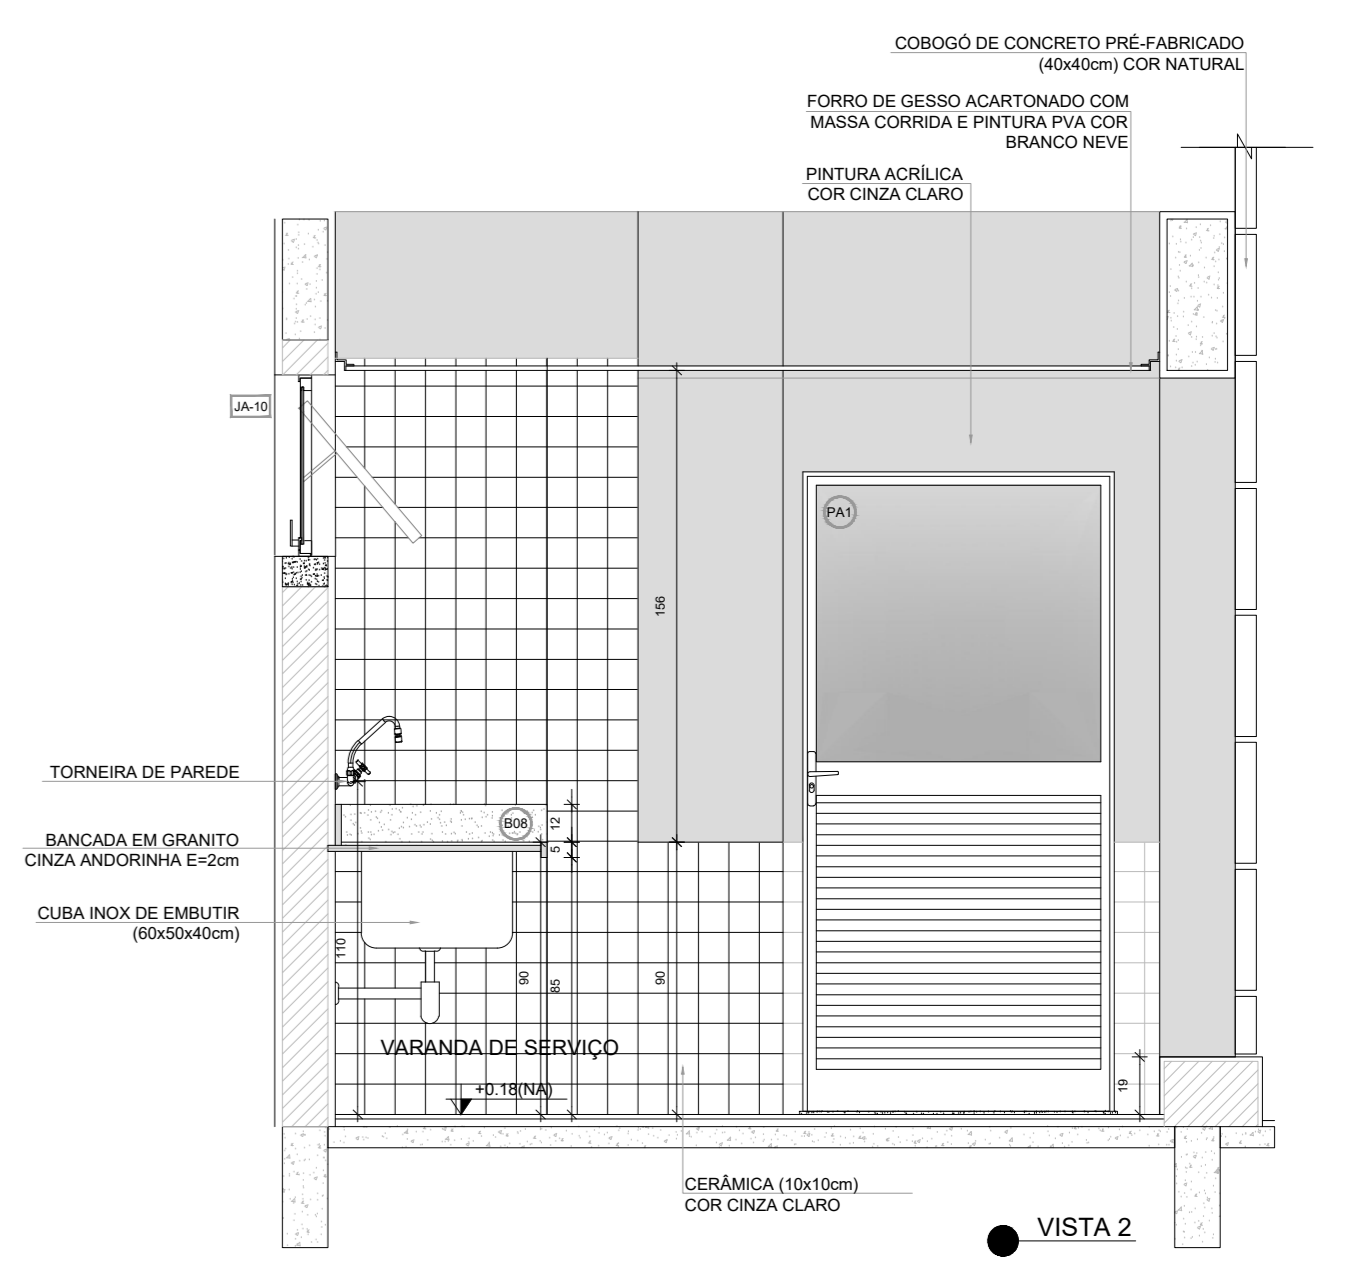 COBOGÓ DE CONCRETO PRÉ-FABRICADO
(40x40cm) COR NATURAL
FORRO DE GESSO ACARTONADO COM
MASSA CORRIDA E PINTURA PVA COR
BRANCO NEVE
PINTURA ACRÍLICA
COR CINZA CLARO
JA-10
PA1
156
TORNEIRA DE PAREDE
B08
12
5
BANCADA EM GRANITO
CINZA ANDORINHA E=2cm
CUBA INOX DE EMBUTIR
(60x50x40cm)
110
90
85
90
VARANDA DE SERVIÇO
+0.18(NA)
19
CERÂMICA (10x10cm)
COR CINZA CLARO
VISTA 2